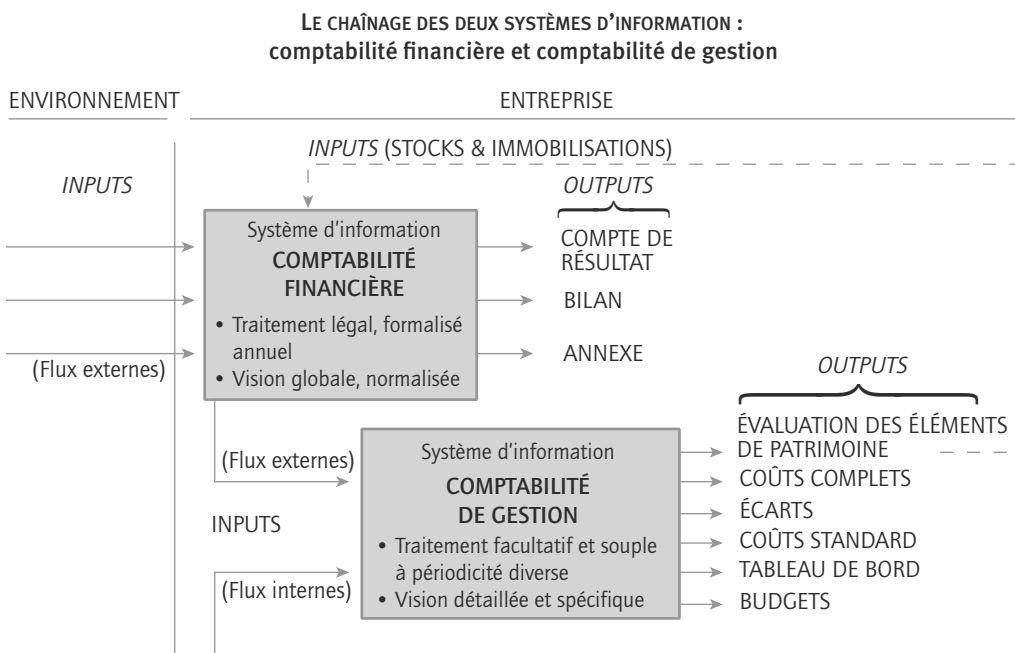 LE CHAÎNAGE DES DEUX SYSTÈMES D'INFORMATION :
comptabilité financière et comptabilité de gestion
ENVIRONNEMENT
ENTREPRISE
INPUTS (STOCKS & IMMOBILISATIONS)
INPUTS
OUTPUTS
Système d'information
COMPTABILITÉ
FINANCIÈRE
• Traitement légal, formalisé
annuel
• Vision globale, normalisée
COMPTE DE
RÉSULTAT
BILAN
ANNEXE
(Flux externes)
OUTPUTS
(Flux externes)
INPUTS
(Flux internes)
Système d'information
COMPTABILITÉ
DE GESTION
• Traitement facultatif et souple
à périodicité diverse
• Vision détaillée et spécifique
ÉVALUATION DES ÉLÉMENTS
DE PATRIMOINE
COÛTS COMPLETS
ÉCARTS
COÛTS STANDARD
TABLEAU DE BORD
BUDGETS